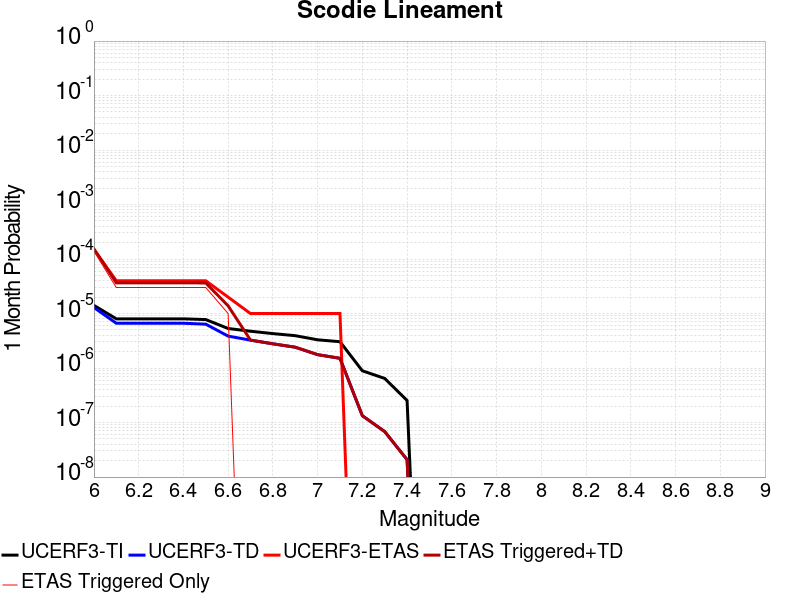 Scodie Lineament
10^0
10^-1
10^-2
10^-3
10^-4
10^-5
10^-6
10^-7
10^-8
1 Month Probability
6 6.2 6.4 6.6 6.8 7 7.2 7.4 7.6 7.8 8 8.2 8.4 8.6 8.8 9
Magnitude
UCERF3-TI UCERF3-TD UCERF3-ETAS ETAS Triggered+TD
ETAS Triggered Only